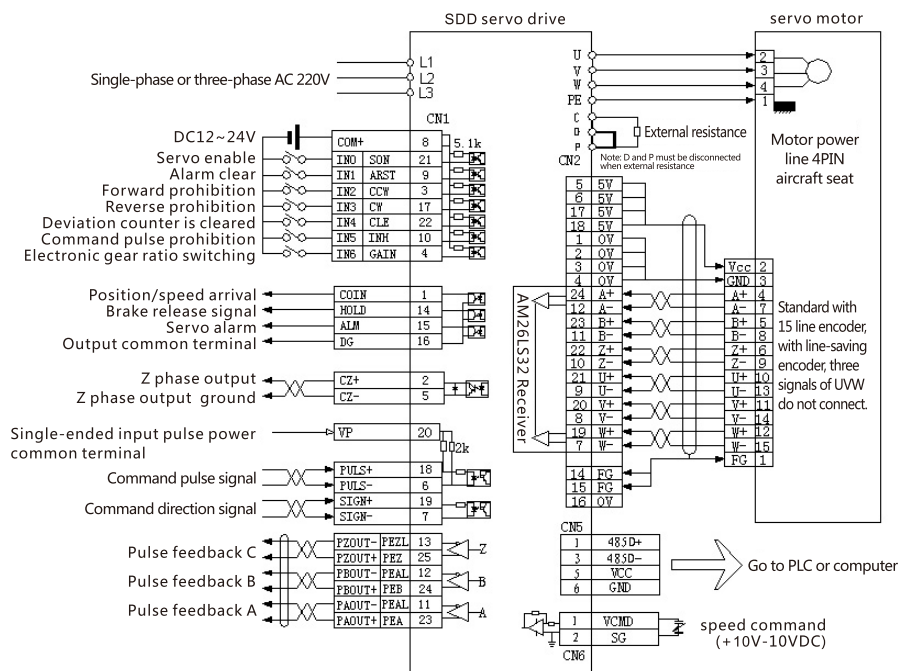 SDD servo drive
servo motor
Single-phase or three-phase AC 220V
L1
L2
L3
U
V
W
PE
2
3
4
1
Motor power
line 4PIN
aircraft seat
C
D
P
External resistance
Note: D and P must be disconnected
when external resistance
CN1
DC12~24V
COM+ 8
5.1k
Servo enable IN0 SON 21
Alarm clear IN1 ARST 9
Forward prohibition IN2 CCW 3
Reverse prohibition IN3 CW 17
Deviation counter is cleared IN4 CLE 22
Command pulse prohibition IN5 INH 10
Electronic gear ratio switching IN6 GAIN 4
Position/speed arrival COIN 1
Brake release signal HOLD 14
Servo alarm ALM 15
Output common terminal DG 16
Z phase output CZ+ 2
Z phase output ground CZ- 5
Single-ended input pulse power
common terminal
VP 20
2k
Command pulse signal
PULS+ 18
PULS- 6
Command direction signal
SIGN+ 19
SIGN- 7
Pulse feedback C
PZOUT- PEZL 13
PZOUT+ PEZ 25
Z
Pulse feedback B
PBOUT- PEAL 12
PBOUT+ PEB 24
B
Pulse feedback A
PAOUT- PEAL 11
PAOUT+ PEA 23
A
CN2
5 5V
6 5V
17 5V
18 5V
1 0V
2 0V
3 0V
4 0V
24 A+
12 A-
23 B+
11 B-
22 Z+
10 Z-
21 U+
9 U-
20 V+
8 V-
19 W+
7 W-
14 FG
15 FG
16 0V
AM26LS32 Receiver
Vcc 2
GND 3
A+ 4
A- 7
B+ 5
B- 8
Z+ 6
Z- 9
U+ 10
U- 13
V+ 11
V- 14
W+ 12
W- 15
FG 1
Standard with
15 line encoder,
with line-saving
encoder, three
signals of UVW
do not connect.
CN5
1 485D+
3 485D-
5 VCC
6 GND
Go to PLC or computer
1 VCMD
2 SG
CN6
speed command
(+10V-10VDC)